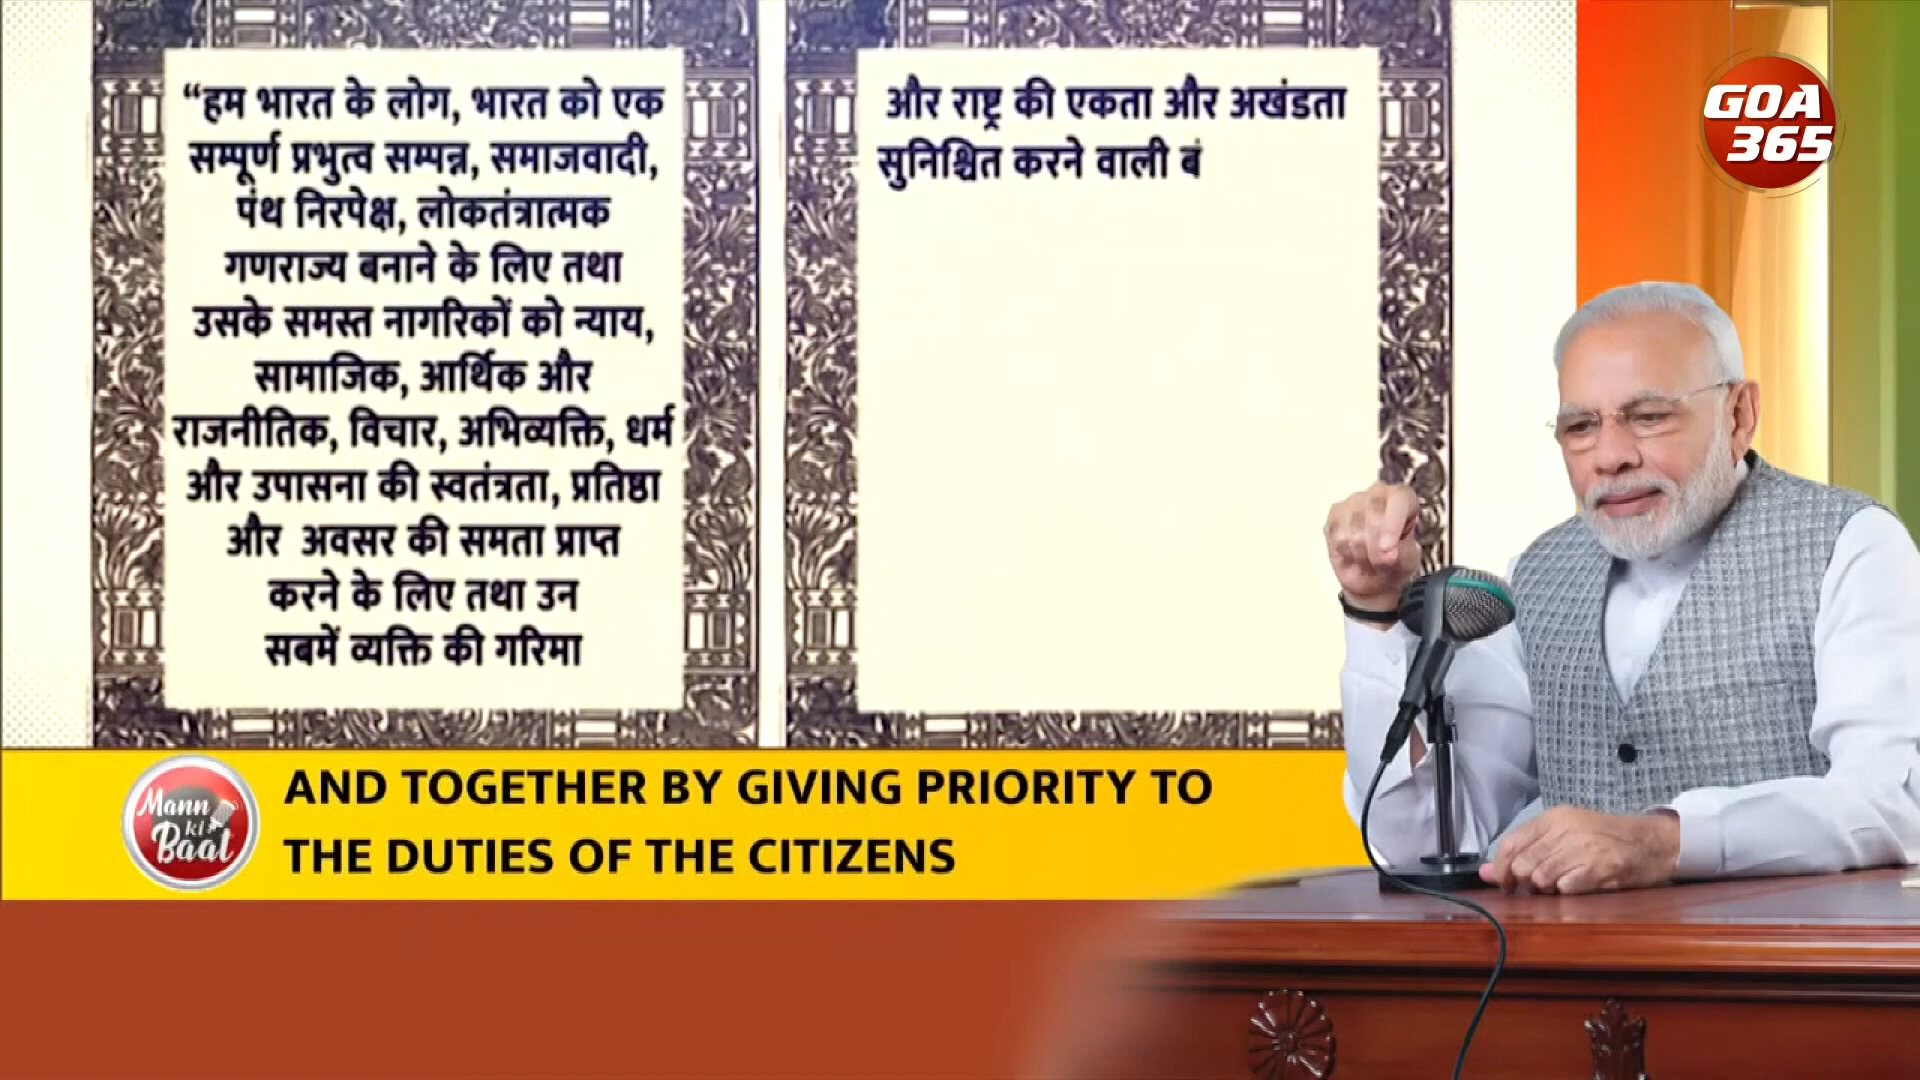 “हम भारत के लोग, भारत को एक
सम्पूर्ण प्रभुत्व सम्पन्न, समाजवादी,
पंथ निरपेक्ष, लोकतंत्रात्मक
गणराज्य बनाने के लिए तथा
उसके समस्त नागरिकों को न्याय,
सामाजिक, आर्थिक और
राजनीतिक, विचार, अभिव्यक्ति, धर्म
और उपासना की स्वतंत्रता, प्रतिष्ठा
और अवसर की समता प्राप्त
करने के लिए तथा उन
सबमें व्यक्ति की गरिमा
और राष्ट्र की एकता और अखंडता
सुनिश्चित करने वाली बं
GOA
365
Mann
ki
Baat
AND TOGETHER BY GIVING PRIORITY TO
THE DUTIES OF THE CITIZENS